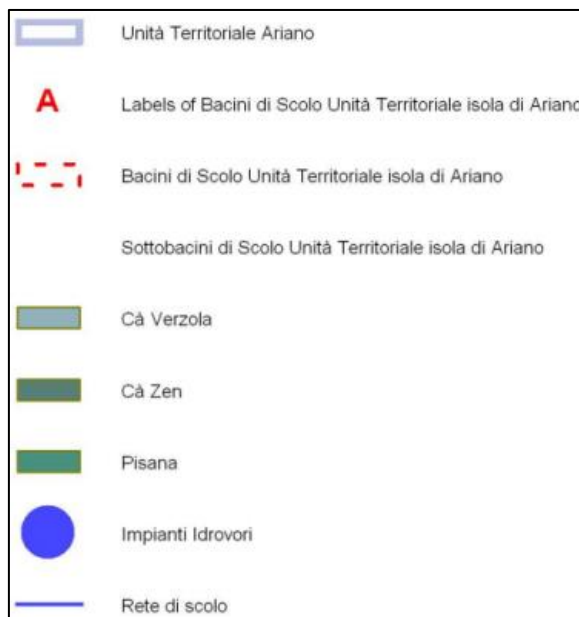 Unità Territoriale Ariano
A Labels of Bacini di Scolo Unità Territoriale isola di Ariano
Bacini di Scolo Unità Territoriale isola di Ariano
Sottobacini di Scolo Unità Territoriale isola di Ariano
Cà Verzola
Cà Zen
Pisana
Impianti Idrovori
Rete di scolo